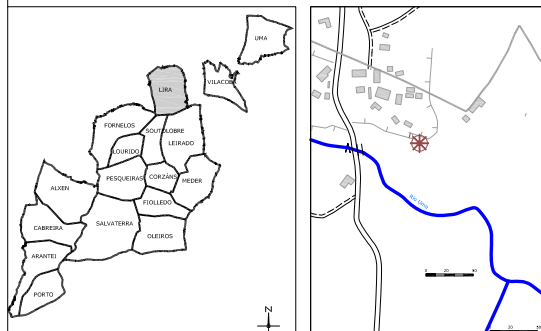 UMA
VILACOBA
LIRA
FORNELOS
SOUTOLOBRE
LEIRADO
LOURIDO
PESQUEIRAS
CORZÁNS
MEDER
ALXEN
FIOLLEDO
SALVATERRA
CABREIRA
OLEIROS
ARANTEI
PORTO
N
Río Uma
0 20